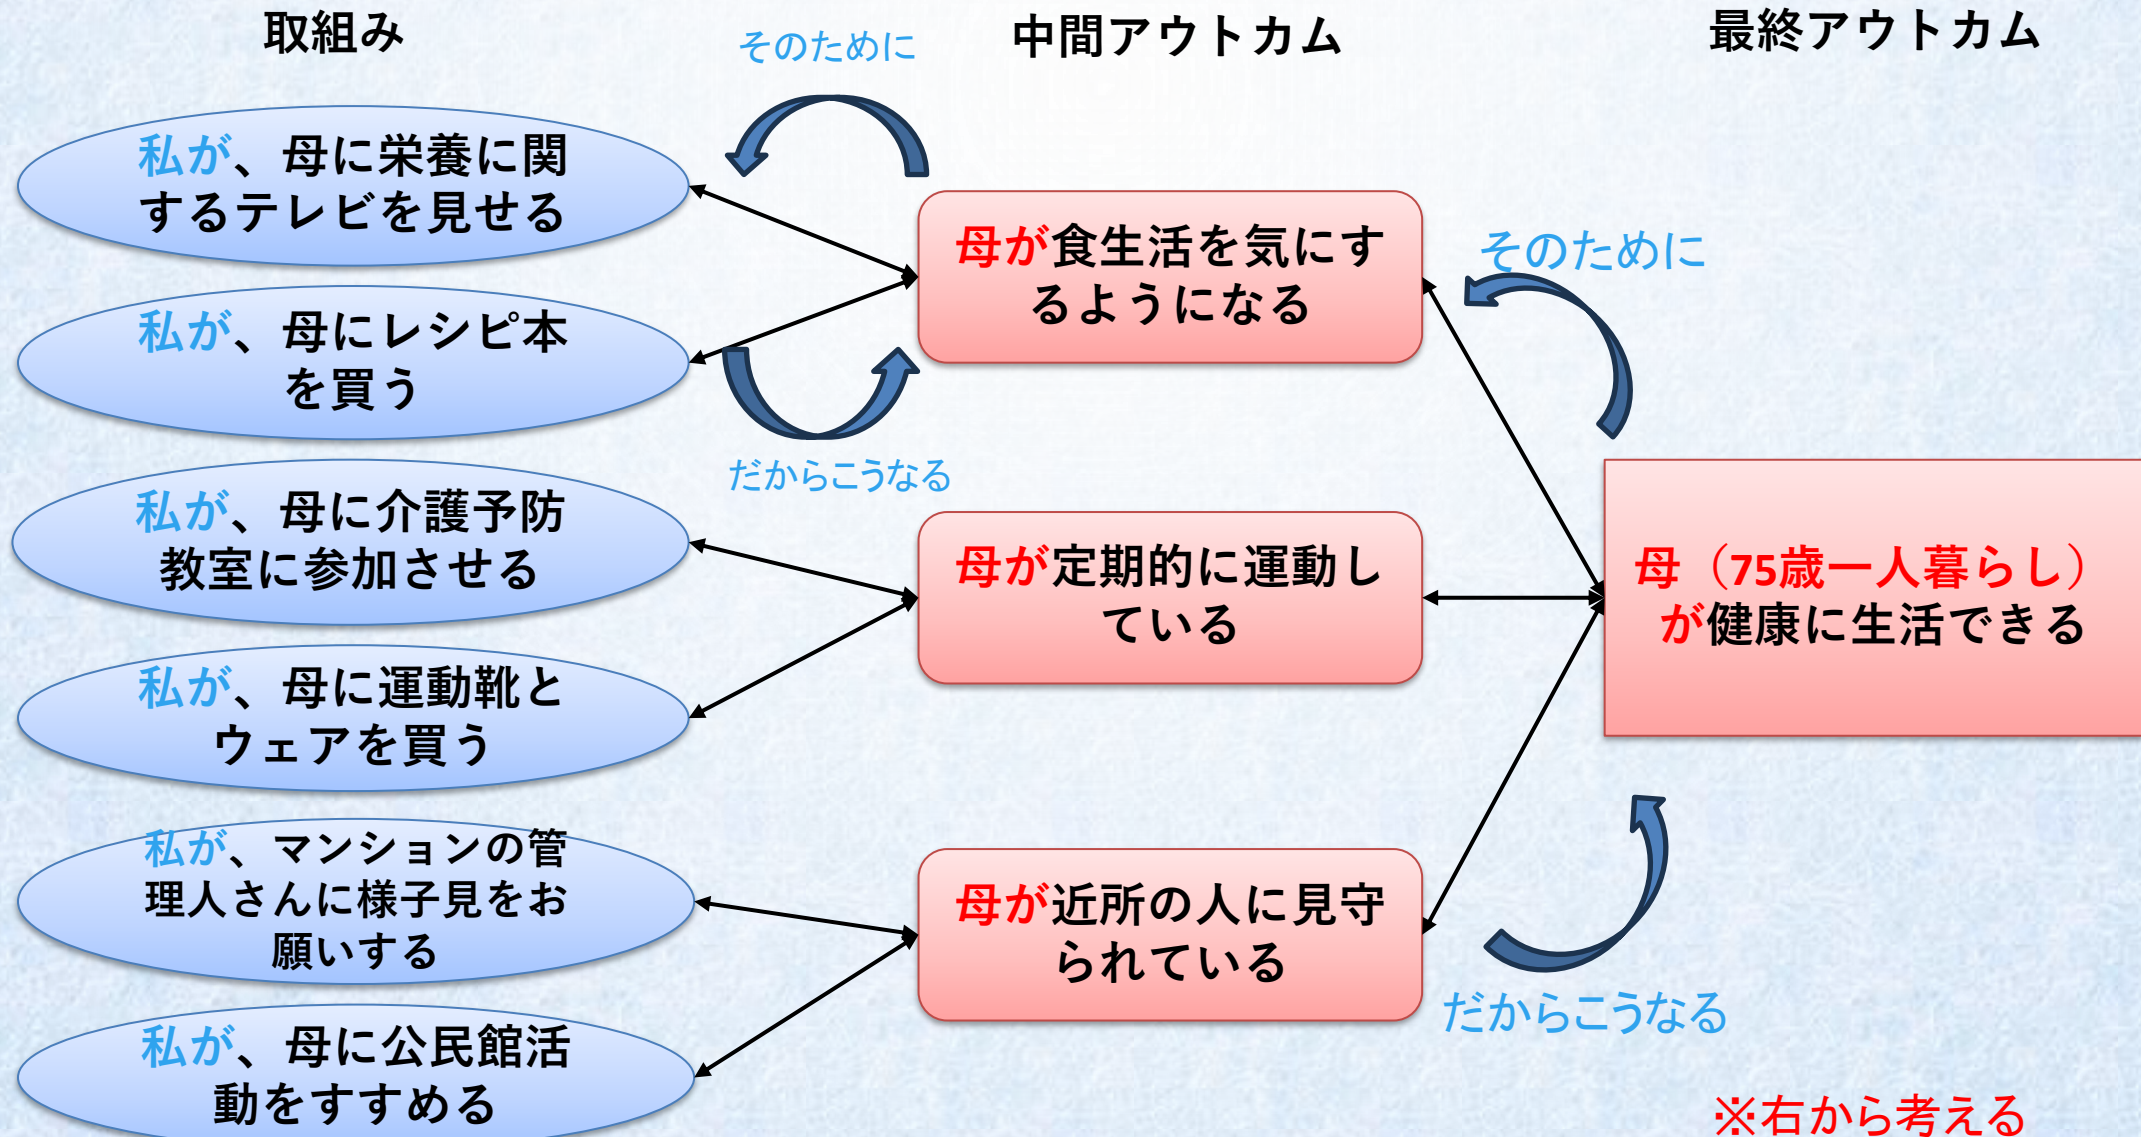 取組み
そのために
中間アウトカム
最終アウトカム
私が、母に栄養に関
するテレビを見せる
私が、母にレシピ本
を買う
私が、母に介護予防
教室に参加させる
私が、母に運動靴と
ウェアを買う
私が、マンションの管
理人さんに様子見をお
願いする
私が、母に公民館活
動をすすめる
だからこうなる
母が食生活を気にす
るようになる
母が定期的に運動し
ている
母が近所の人に見守
られている
そのために
母（75歳一人暮らし）
が健康に生活できる
だからこうなる
※右から考える